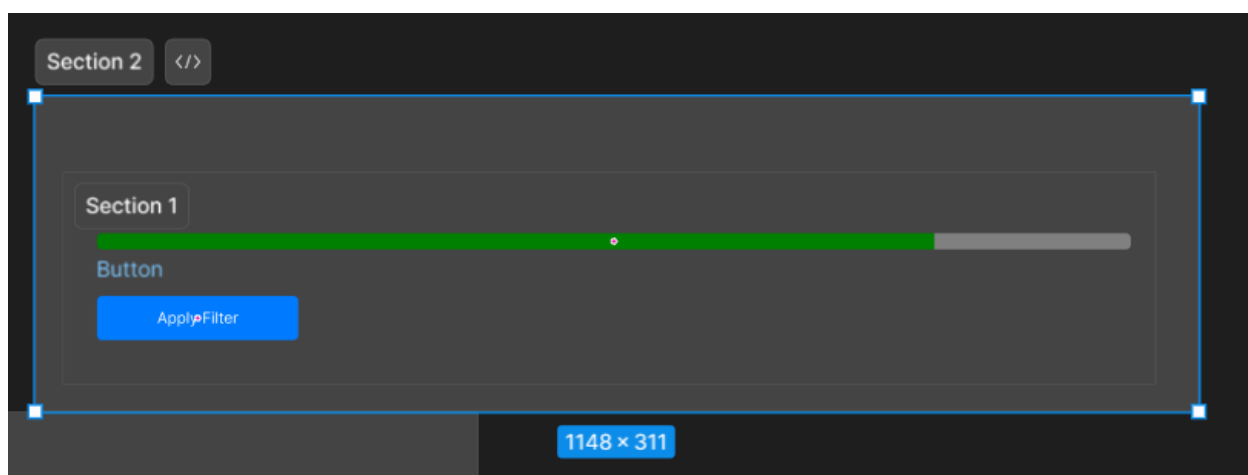 Section 2 </>
Section 1
Button
Apply Filter
1148 × 311